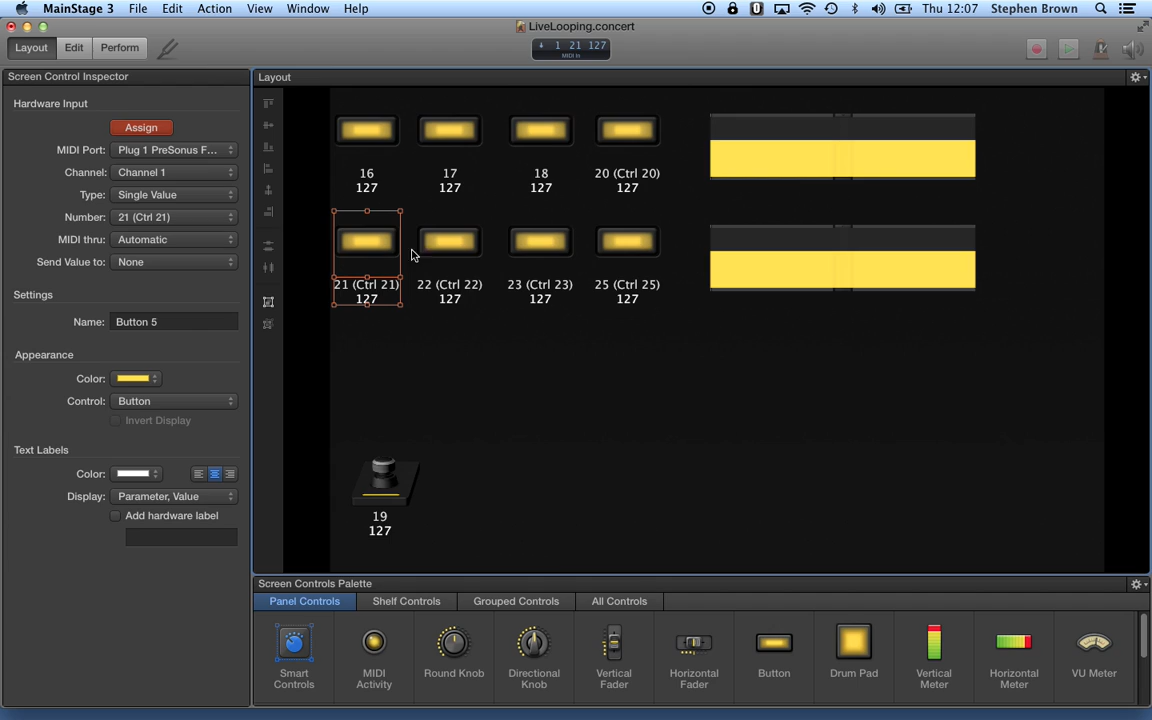 MainStage 3 File Edit Action View Window Help Thu 12:07 Stephen Brown
LiveLooping.concert
Layout Edit Perform
1 21 127
MIDI In
Screen Control Inspector
Hardware Input
Assign
MIDI Port: Plug 1 PreSonus F...
Channel: Channel 1
Type: Single Value
Number: 21 (Ctrl 21)
MIDI thru: Automatic
Send Value to: None
Settings
Name: Button 5
Appearance
Color:
Control: Button
Invert Display
Text Labels
Color:
Display: Parameter, Value
Add hardware label
Layout
16 17 18 20 (Ctrl 20)
127 127 127 127
21 (Ctrl 21) 22 (Ctrl 22) 23 (Ctrl 23) 25 (Ctrl 25)
127 127 127 127
19
127
Screen Controls Palette
Panel Controls Shelf Controls Grouped Controls All Controls
Smart Controls
MIDI Activity
Round Knob
Directional Knob
Vertical Fader
Horizontal Fader
Button
Drum Pad
Vertical Meter
Horizontal Meter
VU Meter